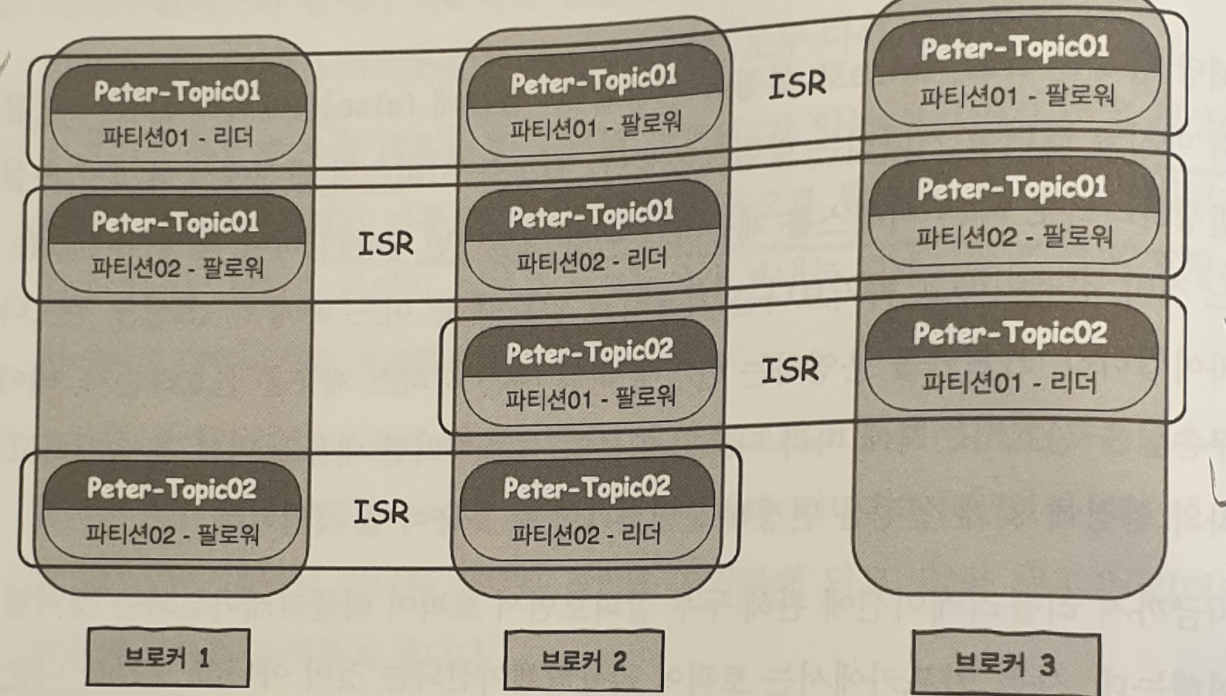 Peter-Topic01
파티션01 - 리더
Peter-Topic01
파티션01 - 팔로워
ISR
Peter-Topic01
파티션01 - 팔로워
Peter-Topic01
파티션02 - 팔로워
ISR
Peter-Topic01
파티션02 - 리더
Peter-Topic01
파티션02 - 팔로워
Peter-Topic02
파티션01 - 팔로워
ISR
Peter-Topic02
파티션01 - 리더
Peter-Topic02
파티션02 - 팔로워
ISR
Peter-Topic02
파티션02 - 리더
브로커 1
브로커 2
브로커 3